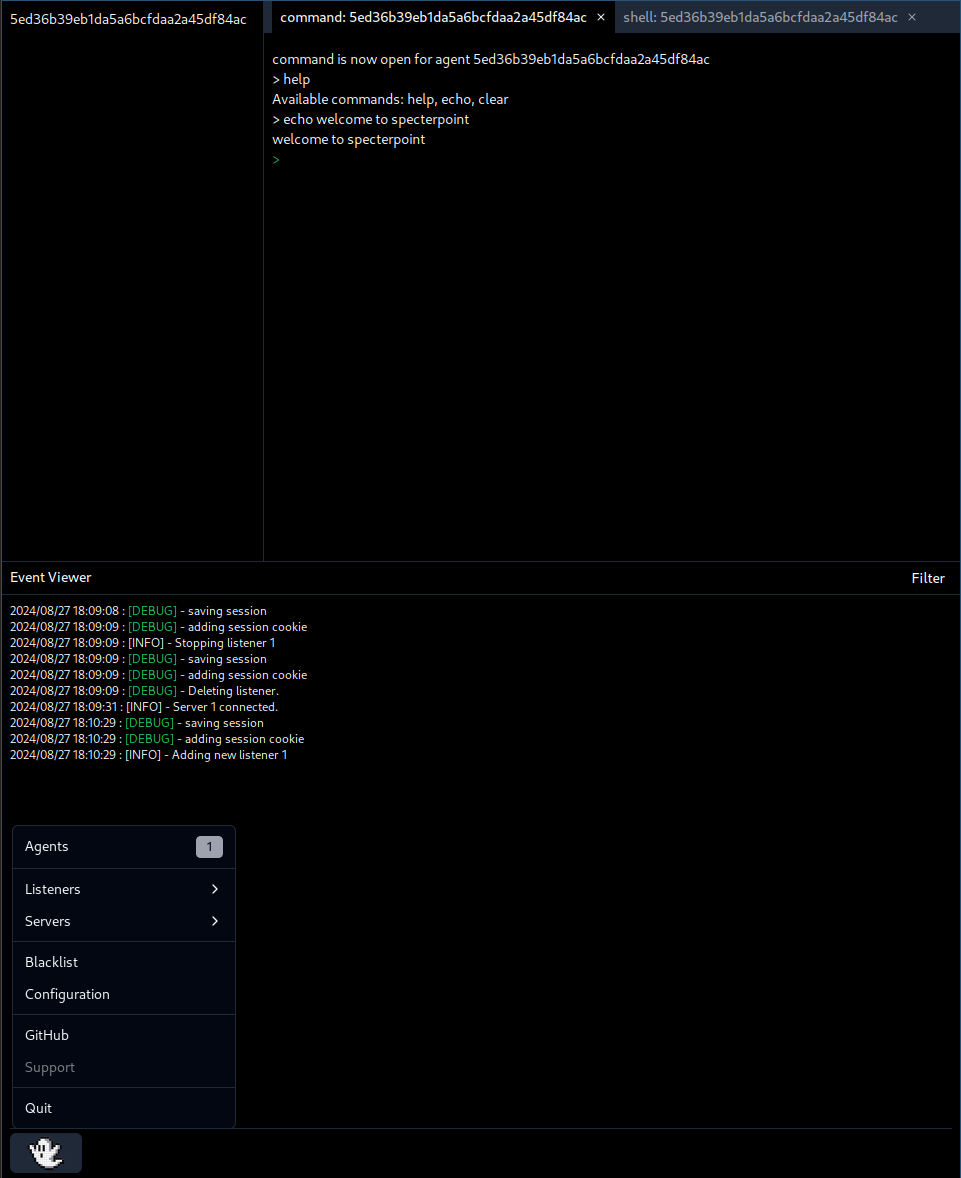 5ed36b39eb1da5a6bcfdaa2a45df84ac
command: 5ed36b39eb1da5a6bcfdaa2a45df84ac ×
shell: 5ed36b39eb1da5a6bcfdaa2a45df84ac ×
command is now open for agent 5ed36b39eb1da5a6bcfdaa2a45df84ac
> help
Available commands: help, echo, clear
> echo welcome to specterpoint
welcome to specterpoint
>
Event Viewer
Filter
2024/08/27 18:09:08 : [DEBUG] - saving session
2024/08/27 18:09:09 : [DEBUG] - adding session cookie
2024/08/27 18:09:09 : [INFO] - Stopping listener 1
2024/08/27 18:09:09 : [DEBUG] - saving session
2024/08/27 18:09:09 : [DEBUG] - adding session cookie
2024/08/27 18:09:09 : [DEBUG] - Deleting listener.
2024/08/27 18:09:31 : [INFO] - Server 1 connected.
2024/08/27 18:10:29 : [DEBUG] - saving session
2024/08/27 18:10:29 : [DEBUG] - adding session cookie
2024/08/27 18:10:29 : [INFO] - Adding new listener 1
Agents 1
Listeners
Servers
Blacklist
Configuration
GitHub
Support
Quit